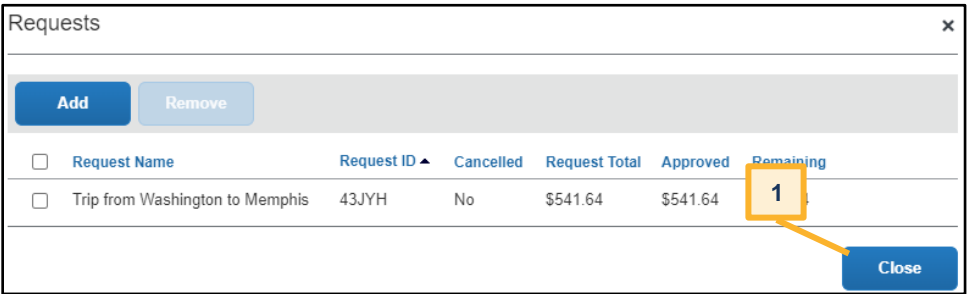 Requests ×
Add Remove
Request Name Request ID ▲ Cancelled Request Total Approved Remaining
Trip from Washington to Memphis 43JYH No $541.64 $541.64
1
Close